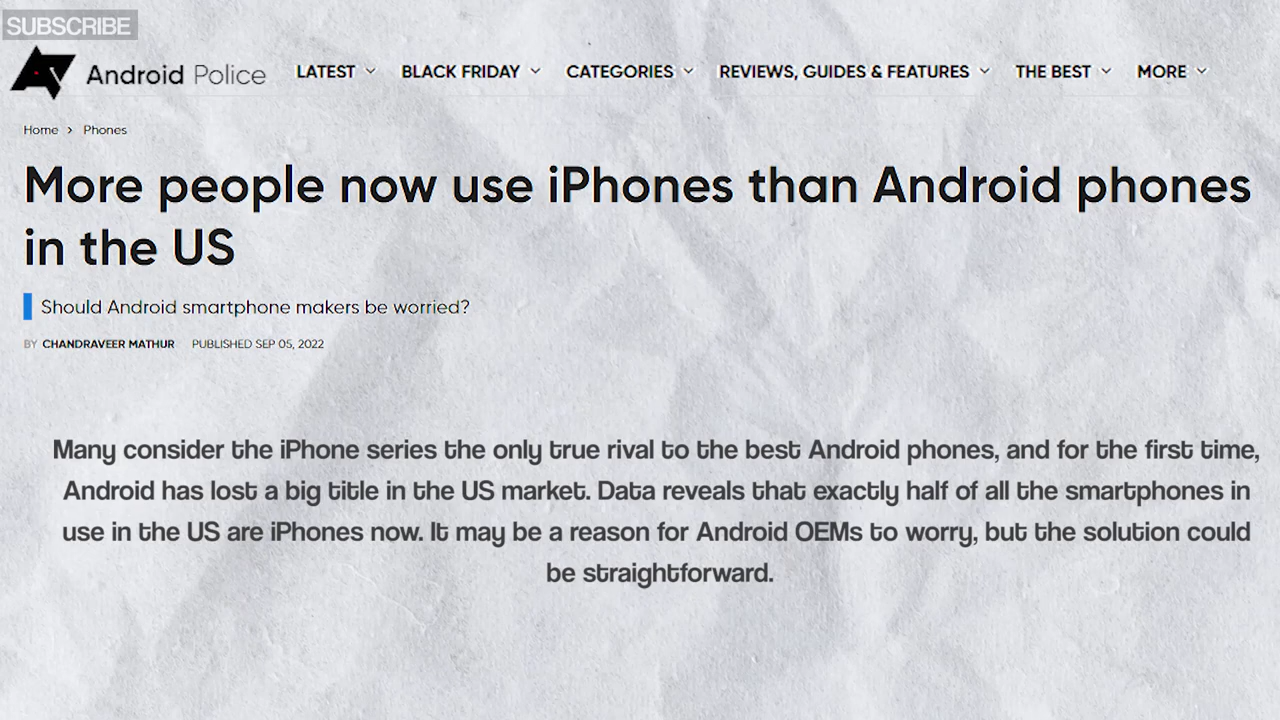 SUBSCRIBE
Android Police LATEST BLACK FRIDAY CATEGORIES REVIEWS, GUIDES & FEATURES THE BEST MORE
Home > Phones
More people now use iPhones than Android phones
in the US
Should Android smartphone makers be worried?
BY CHANDRAVEER MATHUR PUBLISHED SEP 05, 2022
Many consider the iPhone series the only true rival to the best Android phones, and for the first time,
Android has lost a big title in the US market. Data reveals that exactly half of all the smartphones in
use in the US are iPhones now. It may be a reason for Android OEMs to worry, but the solution could
be straightforward.